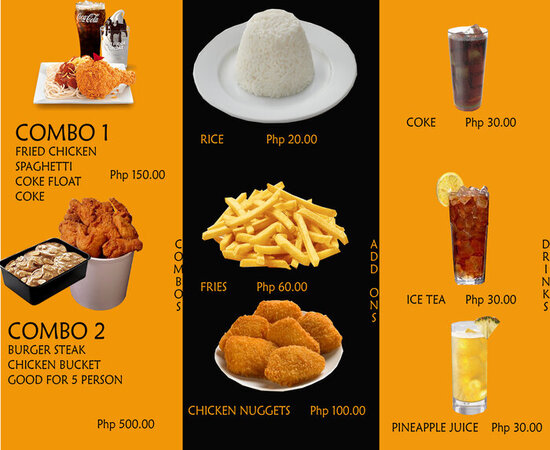 Coca-Cola
COMBO 1
FRIED CHICKEN
SPAGHETTI
COKE FLOAT
COKE
Php 150.00
COMBO 2
BURGER STEAK
CHICKEN BUCKET
GOOD FOR 5 PERSON
Php 500.00
COMBOS
RICE Php 20.00
FRIES Php 60.00
CHICKEN NUGGETS Php 100.00
ADD ONS
COKE Php 30.00
ICE TEA Php 30.00
PINEAPPLE JUICE Php 30.00
DRINKS